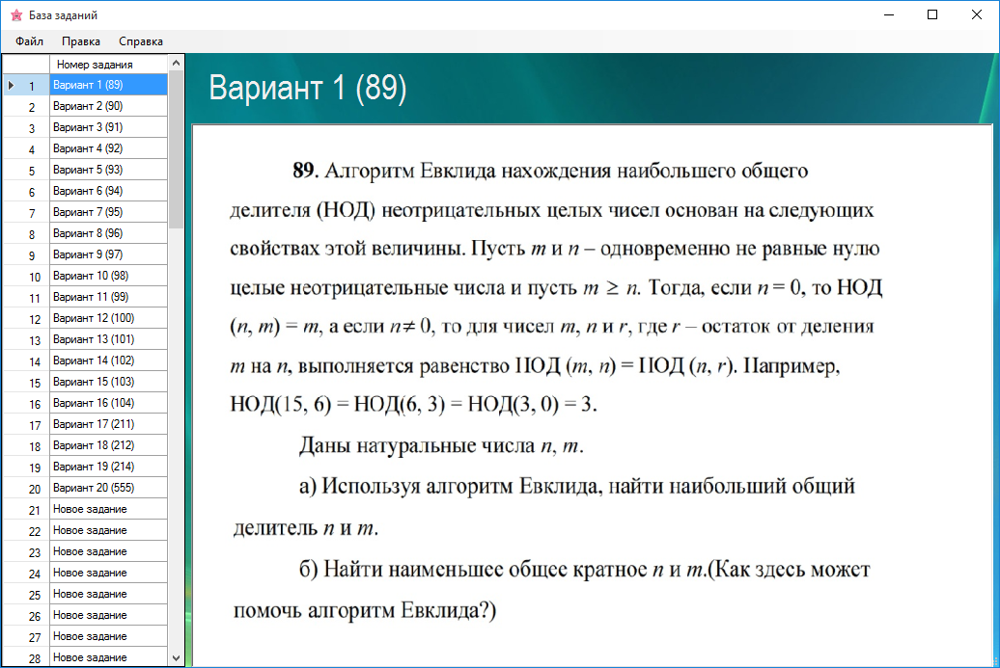 База заданий
Файл Правка Справка
Номер задания
1 Вариант 1 (89)
2 Вариант 2 (90)
3 Вариант 3 (91)
4 Вариант 4 (92)
5 Вариант 5 (93)
6 Вариант 6 (94)
7 Вариант 7 (95)
8 Вариант 8 (96)
9 Вариант 9 (97)
10 Вариант 10 (98)
11 Вариант 11 (99)
12 Вариант 12 (100)
13 Вариант 13 (101)
14 Вариант 14 (102)
15 Вариант 15 (103)
16 Вариант 16 (104)
17 Вариант 17 (211)
18 Вариант 18 (212)
19 Вариант 19 (214)
20 Вариант 20 (555)
21 Новое задание
22 Новое задание
23 Новое задание
24 Новое задание
25 Новое задание
26 Новое задание
27 Новое задание
28 Новое задание
Вариант 1 (89)
89. Алгоритм Евклида нахождения наибольшего общего
делителя (НОД) неотрицательных целых чисел основан на следующих
свойствах этой величины. Пусть m и n – одновременно не равные нулю
целые неотрицательные числа и пусть m ≥ n. Тогда, если n = 0, то НОД
(n, m) = m, а если n≠ 0, то для чисел m, n и r, где r – остаток от деления
m на n, выполняется равенство НОД (m, n) = НОД (n, r). Например,
НОД(15, 6) = НОД(6, 3) = НОД(3, 0) = 3.
Даны натуральные числа n, m.
а) Используя алгоритм Евклида, найти наибольший общий
делитель n и m.
б) Найти наименьшее общее кратное n и m.(Как здесь может
помочь алгоритм Евклида?)